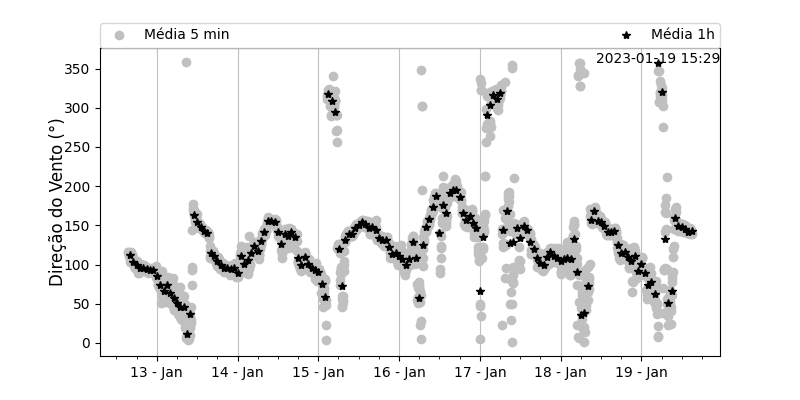 Média 5 min
Média 1h
2023-01-19 15:29
Direção do Vento (°)
350
300
250
200
150
100
50
0
13 - Jan
14 - Jan
15 - Jan
16 - Jan
17 - Jan
18 - Jan
19 - Jan